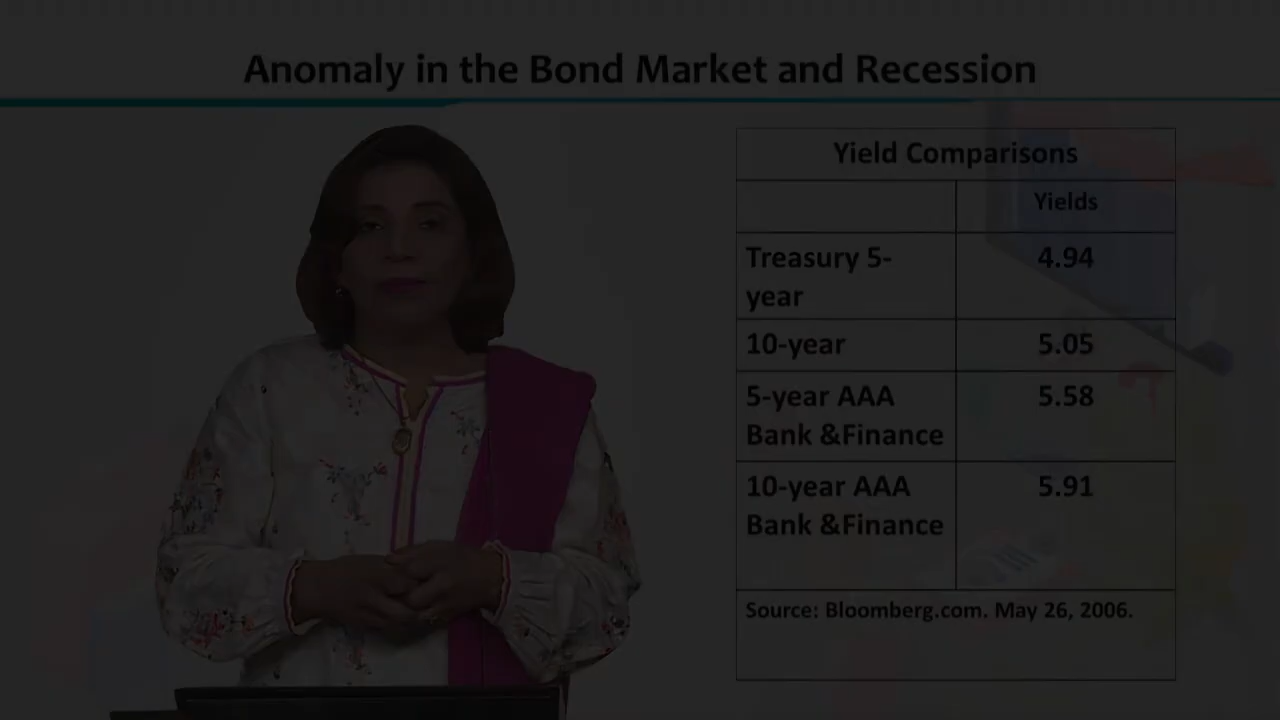 Anomaly in the Bond Market and Recession
Yield Comparisons
Yields
Treasury 5-
year
4.94
10-year
5.05
5-year AAA
Bank &Finance
5.58
10-year AAA
Bank &Finance
5.91
Source: Bloomberg.com. May 26, 2006.